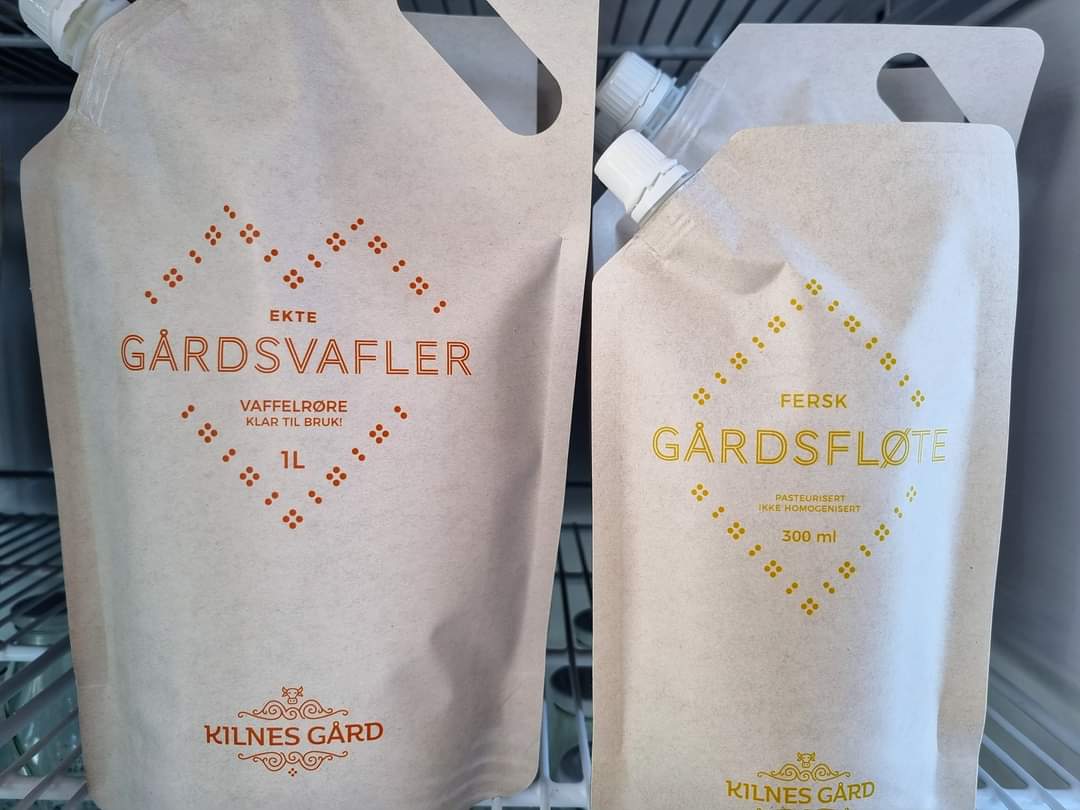 EKTE
GÅRDSVAFLER
VAFFELRØRE
KLAR TIL BRUK!
1L
KILNES GÅRD
FERSK
GÅRDSFLØTE
PASTEURISERT
IKKE HOMOGENISERT
300 ml
KILNES GÅRD